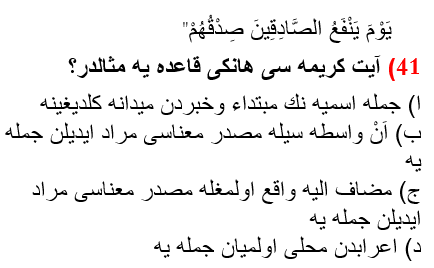 يَوْمَ يَنْفَعُ الصَّادِقِينَ صِدْقُهُمْ"
41) آيت كريمه سى هانكى قاعده يه مثالدر؟
ا) جمله اسميه نك مبتداء وخبردن ميدانه كلديغينه
ب) اَنْ واسطه سيله مصدر معناسى مراد ايديلن جمله
يه
ج) مضاف اليه واقع اولمغله مصدر معناسى مراد
ايديلن جمله يه
د) اعرابدن محلى اولميان جمله يه